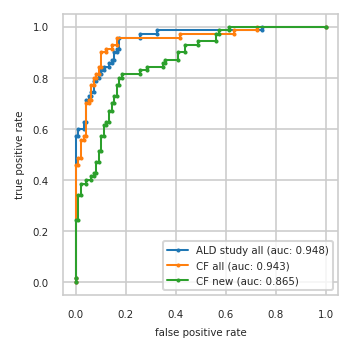 1.0
0.8
0.6
0.4
0.2
0.0
true positive rate
ALD study all (auc: 0.948)
CF all (auc: 0.943)
CF new (auc: 0.865)
0.0 0.2 0.4 0.6 0.8 1.0
false positive rate